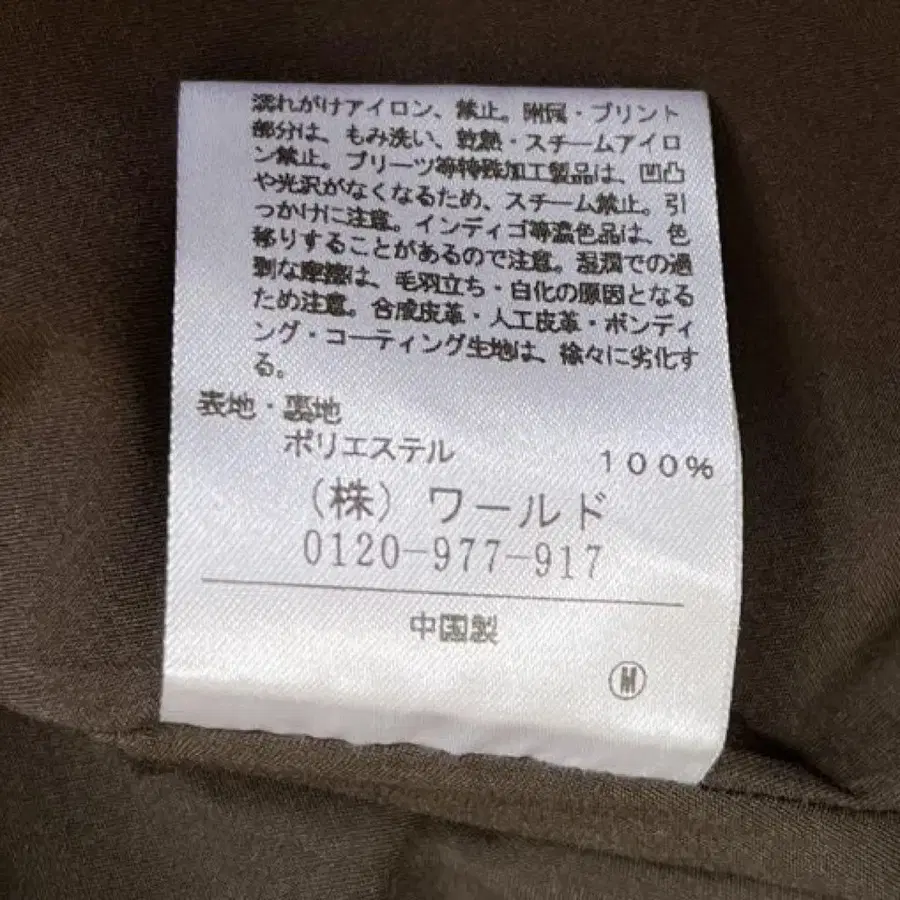 濡れがけアイロン、禁止。附属・プリント
部分は、もみ洗い、乾熱・スチームアイロ
ン禁止。プリーツ等特殊加工製品は、凹凸
や光沢がなくなるため、スチーム禁止。引
っかけに注意。インディゴ等濃色品は、色
移りすることがあるので注意。湿潤での過
剰な摩擦は、毛羽立ち・白化の原因となる
ため注意。合成皮革・人工皮革・ボンディ
ング・コーティング生地は、徐々に劣化す
る。
表地・裏地
ポリエステル 100%
(株)ワールド
0120-977-917
中国製
M